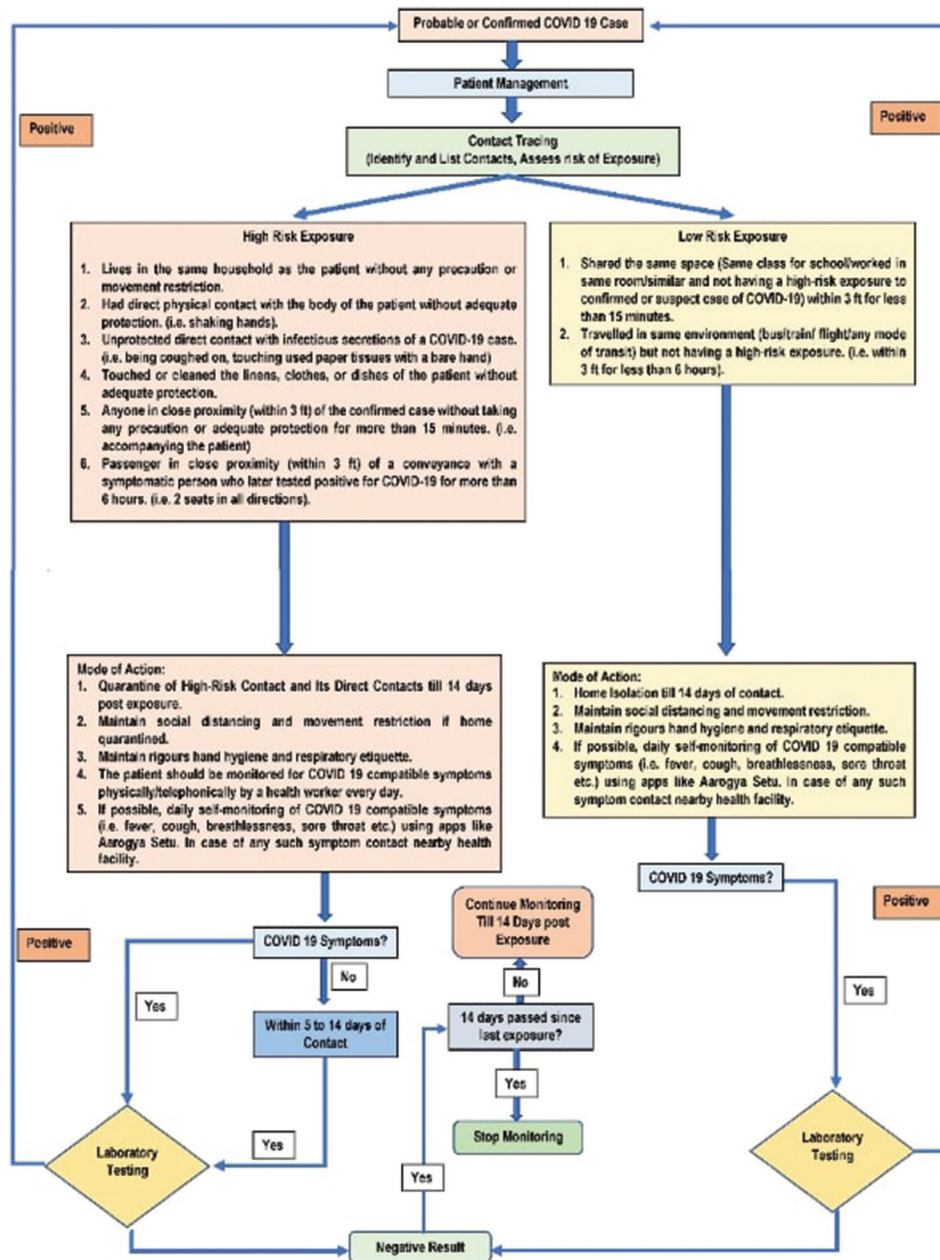 Probable or Confirmed COVID 19 Case
Patient Management
Positive
Positive
Contact Tracing
(Identify and List Contacts, Assess risk of Exposure)
High Risk Exposure
1. Lives in the same household as the patient without any precaution or
movement restriction.
2. Had direct physical contact with the body of the patient without adequate
protection. (i.e. shaking hands).
3. Unprotected direct contact with infectious secretions of a COVID-19 case.
(i.e. being coughed on, touching used paper tissues with a bare hand)
4. Touched or cleaned the linens, clothes, or dishes of the patient without
adequate protection.
5. Anyone in close proximity (within 3 ft) of the confirmed case without taking
any precaution or adequate protection for more than 15 minutes. (i.e.
accompanying the patient)
6. Passenger in close proximity (within 3 ft) of a conveyance with a
symptomatic person who later tested positive for COVID-19 for more than
6 hours. (i.e. 2 seats in all directions).
Low Risk Exposure
1. Shared the same space (Same class for school/worked in
same room/similar and not having a high-risk exposure to
confirmed or suspect case of COVID-19) within 3 ft for less
than 15 minutes.
2. Travelled in same environment (bus/train/ flight/any mode
of transit) but not having a high-risk exposure. (i.e. within
3 ft for less than 6 hours).
Mode of Action:
1. Quarantine of High-Risk Contact and Its Direct Contacts till 14 days
post exposure.
2. Maintain social distancing and movement restriction if home
quarantined.
3. Maintain rigours hand hygiene and respiratory etiquette.
4. The patient should be monitored for COVID 19 compatible symptoms
physically/telephonically by a health worker every day.
5. If possible, daily self-monitoring of COVID 19 compatible symptoms
(i.e. fever, cough, breathlessness, sore throat etc.) using apps like
Aarogya Setu. In case of any such symptom contact nearby health
facility.
Mode of Action:
1. Home Isolation till 14 days of contact.
2. Maintain social distancing and movement restriction.
3. Maintain rigours hand hygiene and respiratory etiquette.
4. If possible, daily self-monitoring of COVID 19 compatible
symptoms (i.e. fever, cough, breathlessness, sore throat
etc.) using apps like Aarogya Setu. In case of any such
symptom contact nearby health facility.
COVID 19 Symptoms?
Continue Monitoring
Till 14 Days post
Exposure
Positive
Positive
COVID 19 Symptoms?
No
No
Yes
Yes
Within 5 to 14 days of
Contact
14 days passed since
last exposure?
Yes
Stop Monitoring
Yes
Laboratory
Testing
Laboratory
Testing
Yes
Negative Result